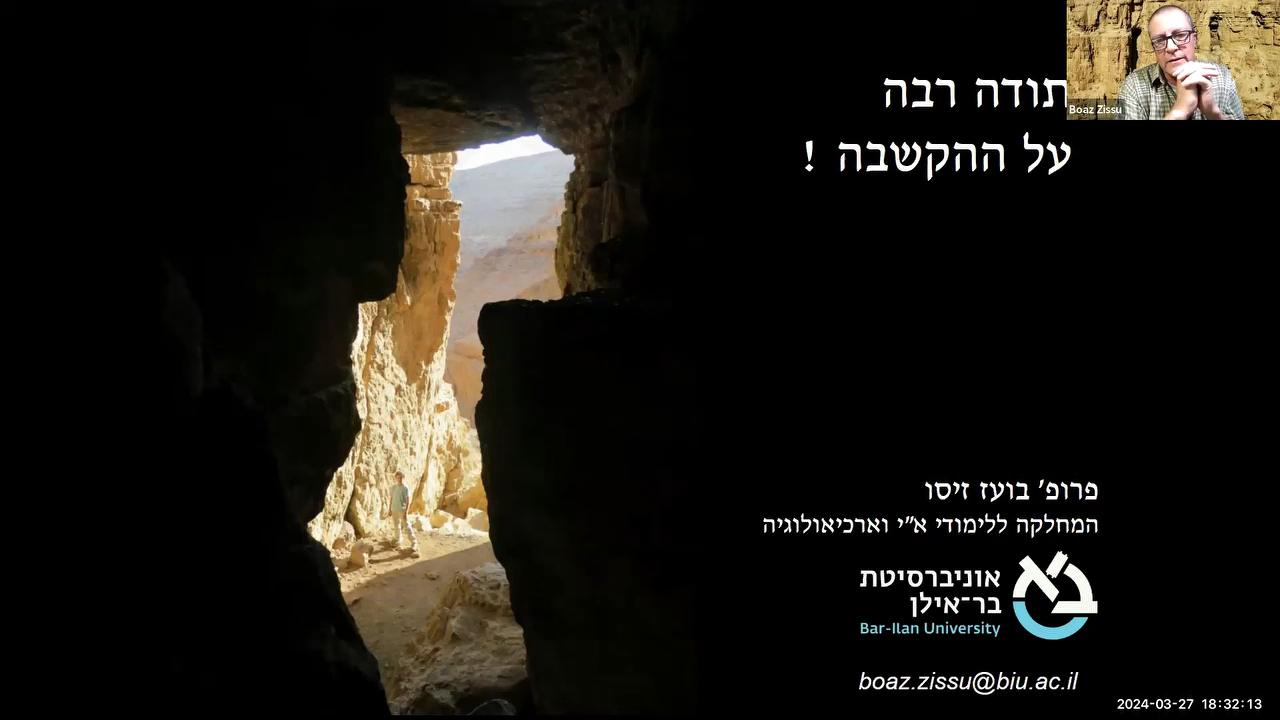 תודה רבה
על ההקשבה !
Boaz Zissu
פרופ' בועז זיסו
המחלקה ללימודי א"י וארכיאולוגיה
אוניברסיטת
בר־אילן
Bar-Ilan University
boaz.zissu@biu.ac.il
2024-03-27 18:32:13